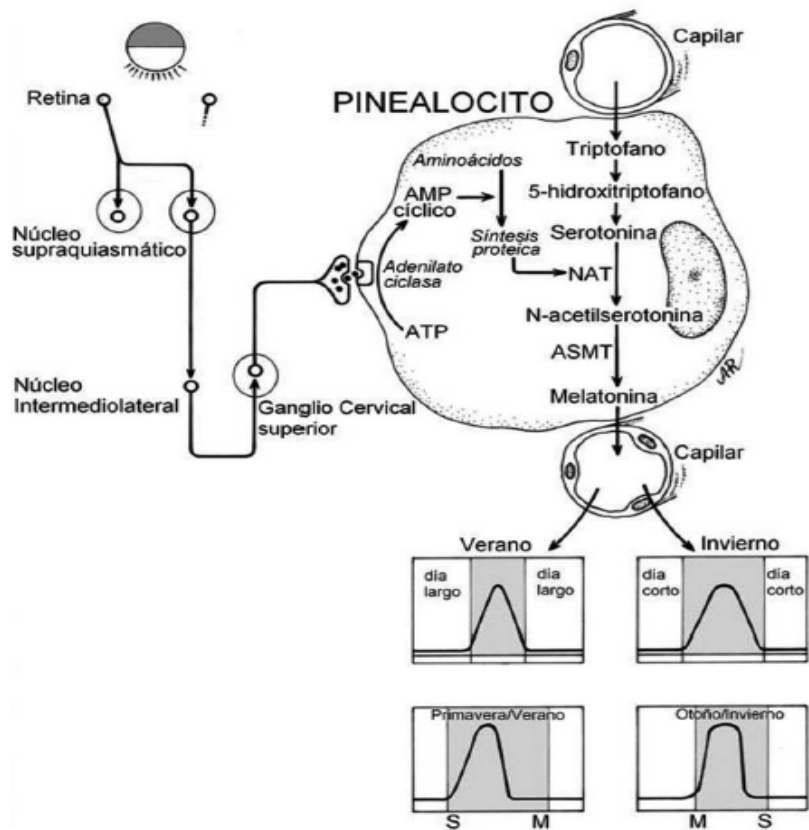 Capilar
Retina
PINEALOCITO
Triptofano
Aminoácidos
5-hidroxitriptofano
AMP
cíclico
Serotonina
Núcleo
supraquiasmático
Síntesis
proteica
NAT
Adenilato
ciclasa
N-acetilserotonina
ATP
ASMT
AR
Núcleo
Intermediolateral
Melatonina
Ganglio Cervical
superior
Capilar
Verano
Invierno
día
largo
día
largo
día
corto
día
corto
Primavera/Verano
Otoño/Invierno
S M
M S